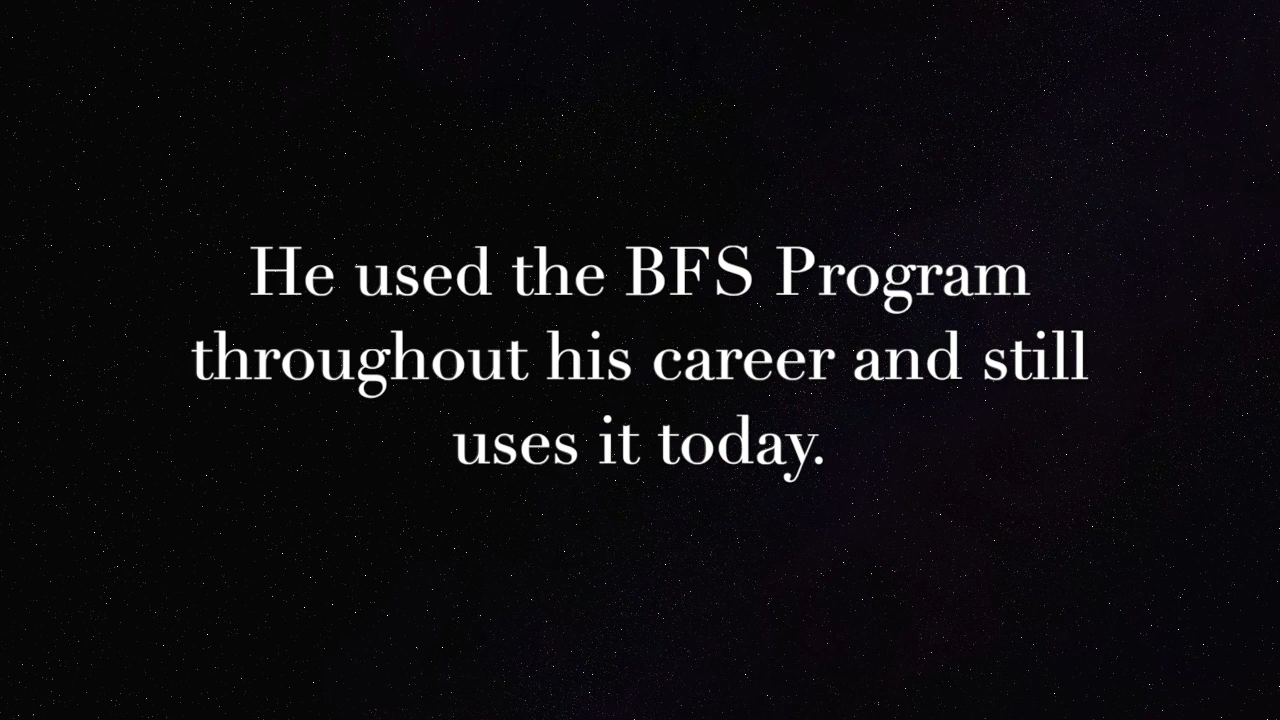 He used the BFS Program
throughout his career and still
uses it today.